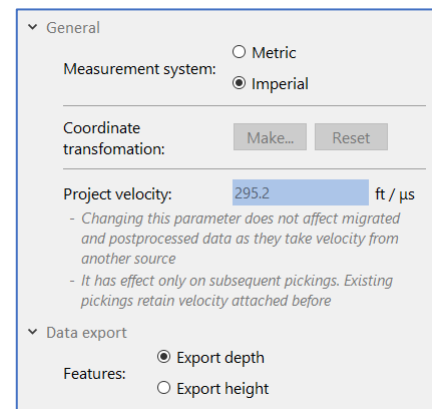 General
Measurement system:
Metric
Imperial
Coordinate
transfomation:
Make...
Reset
Project velocity:
295.2
ft / µs
- Changing this parameter does not affect migrated
and postprocessed data as they take velocity from
another source
- It has effect only on subsequent pickings. Existing
pickings retain velocity attached before
Data export
Features:
Export depth
Export height